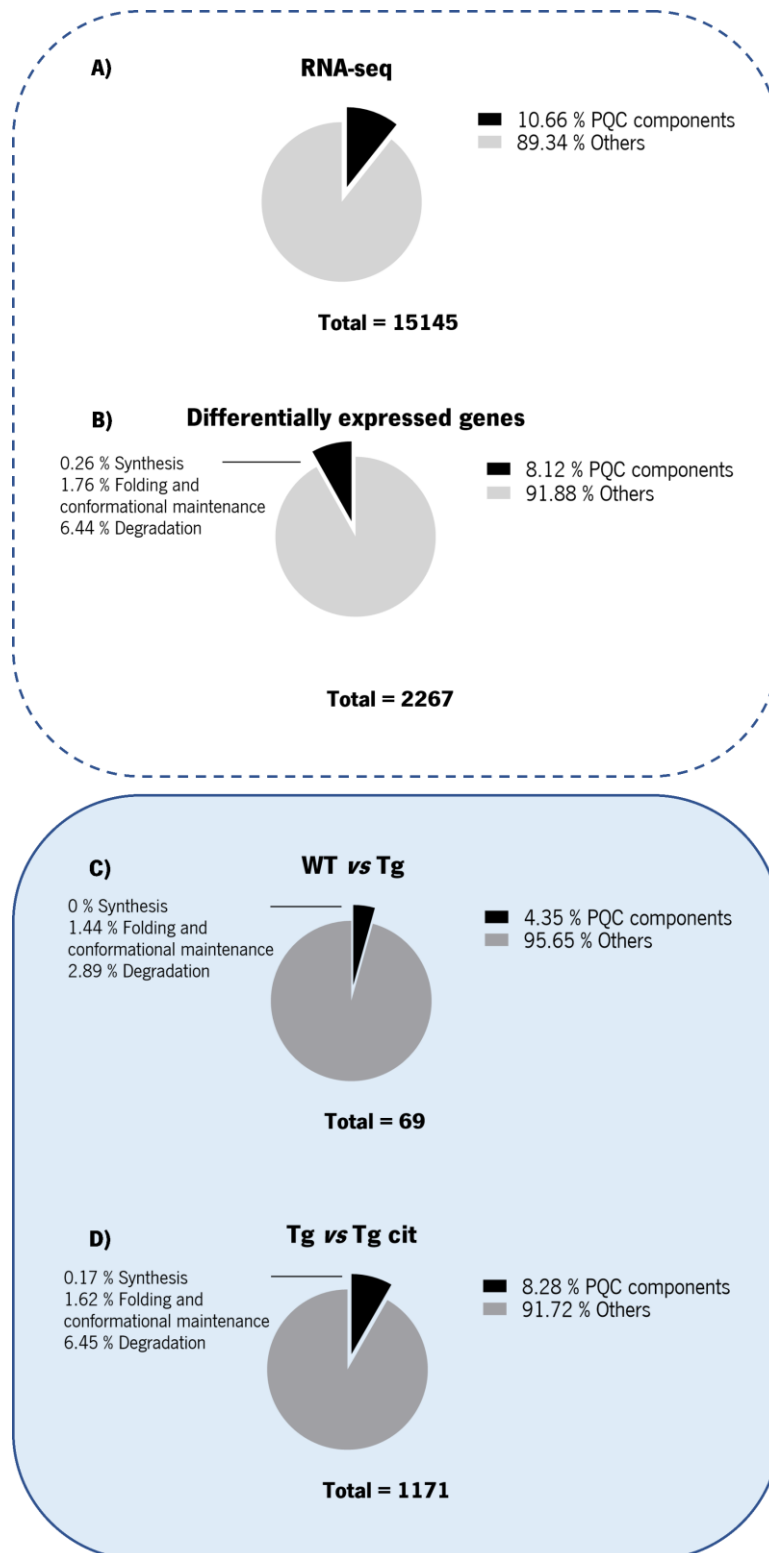 A)
RNA-seq
10.66 % PQC components
89.34 % Others
Total = 15145
B)
Differentially expressed genes
0.26 % Synthesis
1.76 % Folding and
conformational maintenance
6.44 % Degradation
8.12 % PQC components
91.88 % Others
Total = 2267
C)
WT vs Tg
0 % Synthesis
1.44 % Folding and
conformational maintenance
2.89 % Degradation
4.35 % PQC components
95.65 % Others
Total = 69
D)
Tg vs Tg cit
0.17 % Synthesis
1.62 % Folding and
conformational maintenance
6.45 % Degradation
8.28 % PQC components
91.72 % Others
Total = 1171